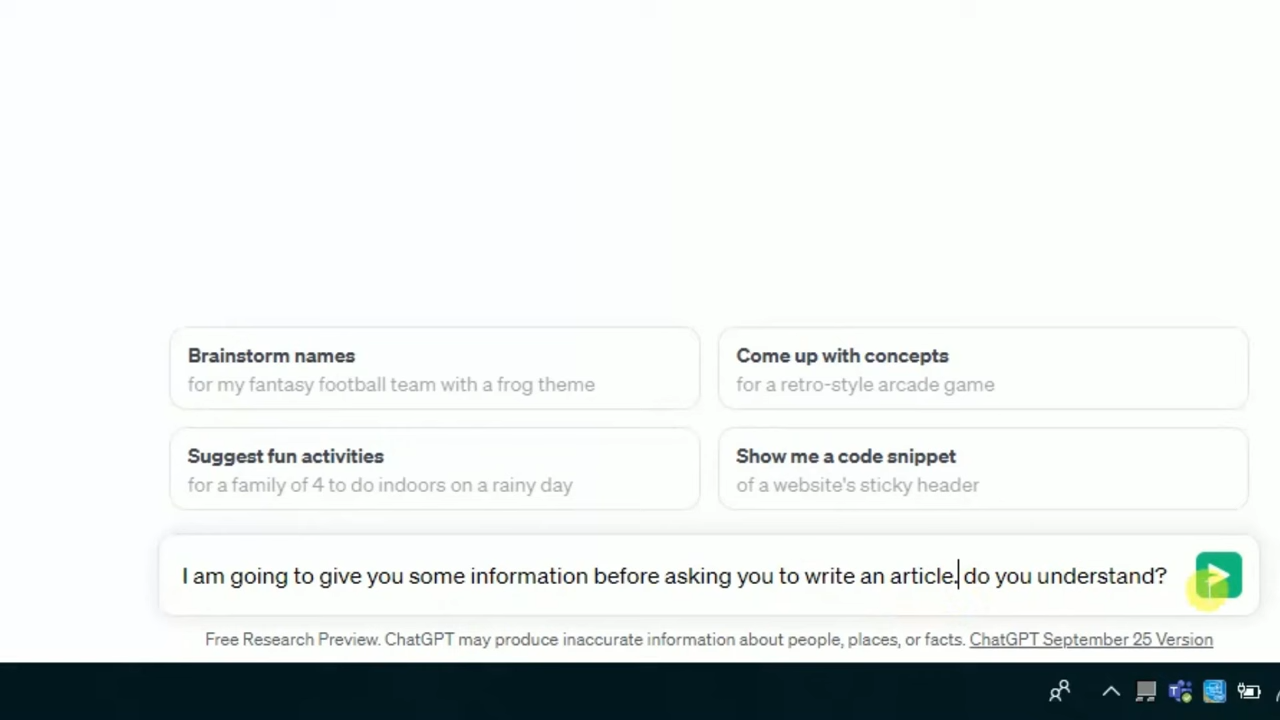 Brainstorm names
for my fantasy football team with a frog theme
Come up with concepts
for a retro-style arcade game
Suggest fun activities
for a family of 4 to do indoors on a rainy day
Show me a code snippet
of a website's sticky header
I am going to give you some information before asking you to write an article. do you understand?
Free Research Preview. ChatGPT may produce inaccurate information about people, places, or facts. ChatGPT September 25 Version